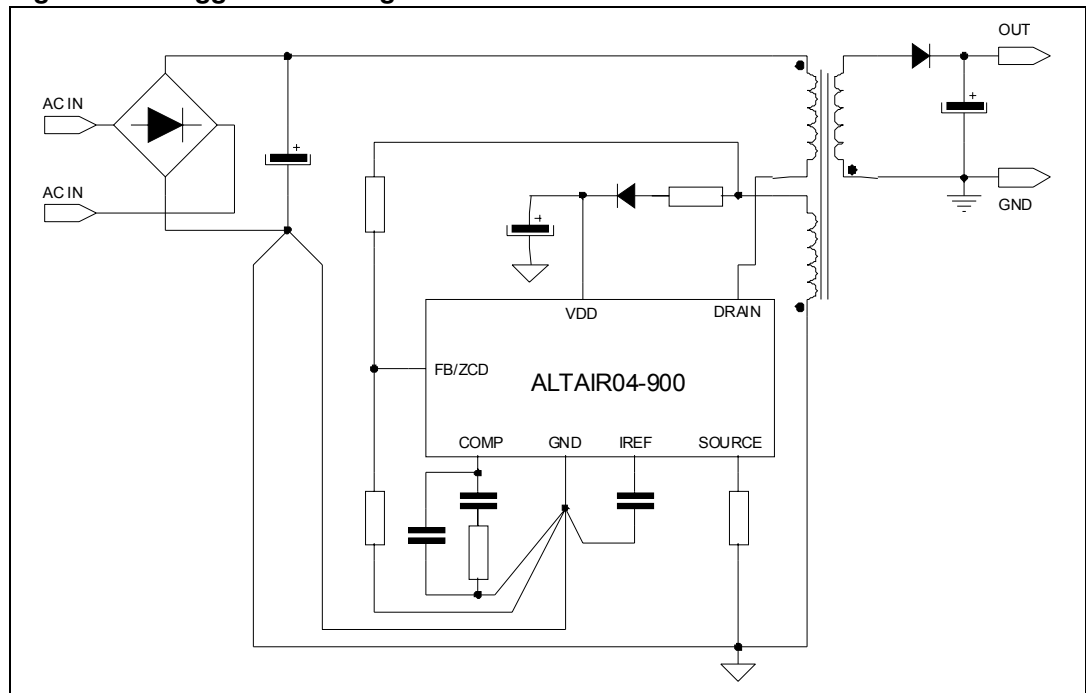 OUT
AC IN
AC IN
GND
VDD
DRAIN
FB/ZCD
ALTAIR04-900
COMP
GND
IREF
SOURCE